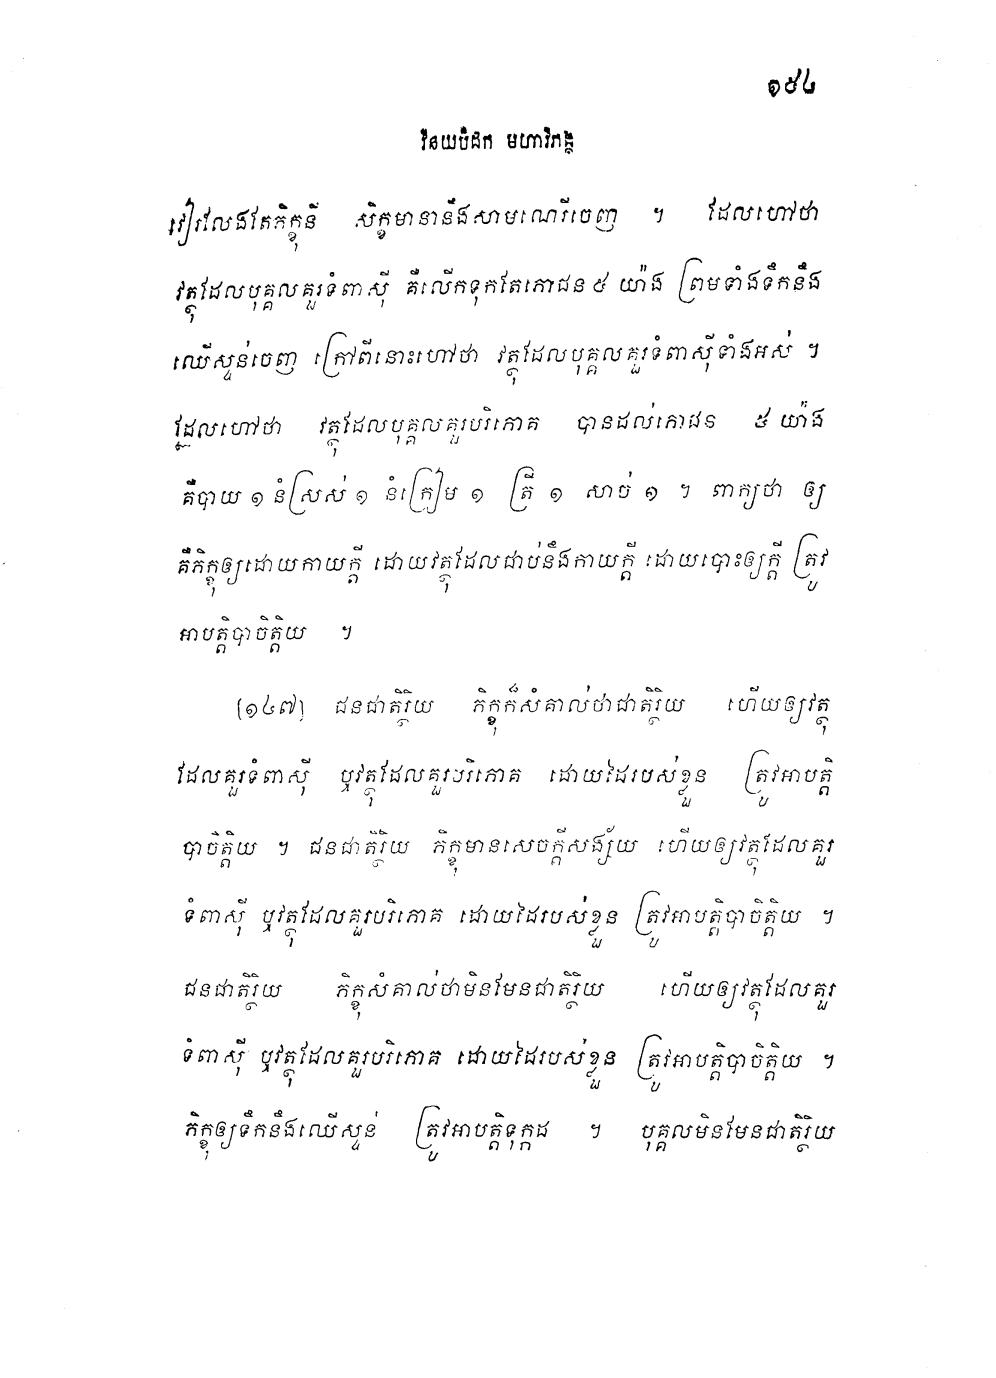 ១៥៤
វិនយបិដក មហាវិភង្គ
វៀរលែងតែភិក្ខុនី សិក្ខមានានឹងសាមណេរីចេញ ។ ដែលហៅថា
វត្ថុដែលបុគ្គលគួរទំពាស៊ី គឺលើកទុកតែភោជន ៥ យ៉ាង ព្រមទាំងទឹកនឹង
ឈើស្ទន់ចេញ ក្រៅពីនោះហៅថា វត្ថុដែលបុគ្គលគួរទំពាស៊ីទាំងអស់ ។
ដែលហៅថា វត្ថុដែលបុគ្គលគួរបរិភោគ បានដល់ភោជន ៥ យ៉ាង
គឺបាយ ១ នំស្រស់ ១ នំក្រៀម ១ ត្រី ១ សាច់ ១ ។ ពាក្យថា ឲ្យ
គឺភិក្ខុឲ្យដោយកាយក្តី ដោយវត្ថុដែលជាប់នឹងកាយក្តី ដោយបោះឲ្យក្តី ត្រូវ
អាបត្តិបាចិត្តិយ ។
[១៤៧] ជនជាតិរ្ថិយ ភិក្ខុក៏សំគាល់ថាជាតិរ្ថិយ ហើយឲ្យវត្ថុ
ដែលគួរទំពាស៊ី ឬវត្ថុដែលគួរបរិភោគ ដោយដៃរបស់ខ្លួន ត្រូវអាបត្តិ
បាចិត្តិយ ។ ជនជាតិរ្ថិយ ភិក្ខុមានសេចក្តីសង្ស័យ ហើយឲ្យវត្ថុដែលគួរ
ទំពាស៊ី ឬវត្ថុដែលគួរបរិភោគ ដោយដៃរបស់ខ្លួន ត្រូវអាបត្តិបាចិត្តិយ ។
ជនជាតិរ្ថិយ ភិក្ខុសំគាល់ថាមិនមែនជាតិរ្ថិយ ហើយឲ្យវត្ថុដែលគួរ
ទំពាស៊ី ឬវត្ថុដែលគួរបរិភោគ ដោយដៃរបស់ខ្លួន ត្រូវអាបត្តិបាចិត្តិយ ។
ភិក្ខុឲ្យទឹកនឹងឈើស្ទន់ ត្រូវអាបត្តិទុក្កដ ។ បុគ្គលមិនមែនជាតិរ្ថិយ